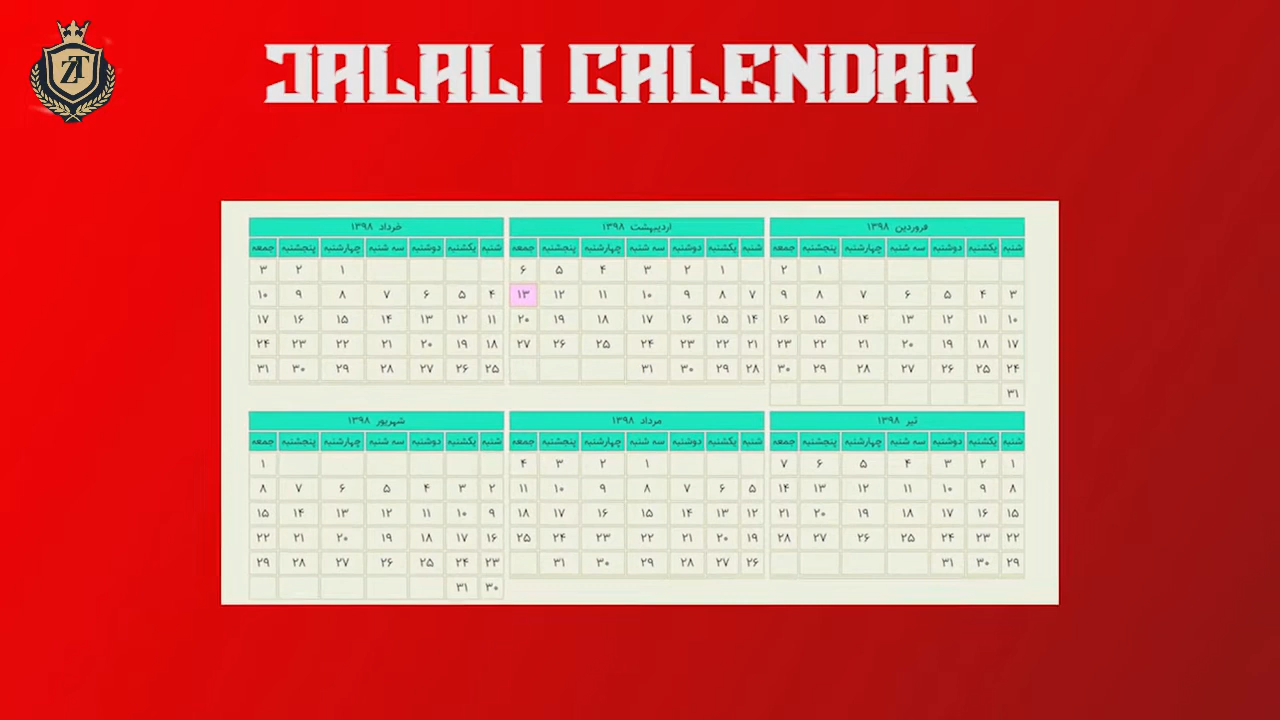 ZT
JALALI CALENDAR
فروردین ۱۳۹۸
شنبه یکشنبه دوشنبه سه شنبه چهارشنبه پنجشنبه جمعه
۱ ۲
۳ ۴ ۵ ۶ ۷ ۸ ۹
۱۰ ۱۱ ۱۲ ۱۳ ۱۴ ۱۵ ۱۶
۱۷ ۱۸ ۱۹ ۲۰ ۲۱ ۲۲ ۲۳
۲۴ ۲۵ ۲۶ ۲۷ ۲۸ ۲۹ ۳۰
۳۱
اردیبهشت ۱۳۹۸
شنبه یکشنبه دوشنبه سه شنبه چهارشنبه پنجشنبه جمعه
۱ ۲ ۳ ۴ ۵ ۶
۷ ۸ ۹ ۱۰ ۱۱ ۱۲ ۱۳
۱۴ ۱۵ ۱۶ ۱۷ ۱۸ ۱۹ ۲۰
۲۱ ۲۲ ۲۳ ۲۴ ۲۵ ۲۶ ۲۷
۲۸ ۲۹ ۳۰ ۳۱
خرداد ۱۳۹۸
شنبه یکشنبه دوشنبه سه شنبه چهارشنبه پنجشنبه جمعه
۱ ۲ ۳
۴ ۵ ۶ ۷ ۸ ۹ ۱۰
۱۱ ۱۲ ۱۳ ۱۴ ۱۵ ۱۶ ۱۷
۱۸ ۱۹ ۲۰ ۲۱ ۲۲ ۲۳ ۲۴
۲۵ ۲۶ ۲۷ ۲۸ ۲۹ ۳۰ ۳۱
تیر ۱۳۹۸
شنبه یکشنبه دوشنبه سه شنبه چهارشنبه پنجشنبه جمعه
۱ ۲ ۳ ۴ ۵ ۶ ۷
۸ ۹ ۱۰ ۱۱ ۱۲ ۱۳ ۱۴
۱۵ ۱۶ ۱۷ ۱۸ ۱۹ ۲۰ ۲۱
۲۲ ۲۳ ۲۴ ۲۵ ۲۶ ۲۷ ۲۸
۲۹ ۳۰ ۳۱
مرداد ۱۳۹۸
شنبه یکشنبه دوشنبه سه شنبه چهارشنبه پنجشنبه جمعه
۱ ۲ ۳ ۴
۵ ۶ ۷ ۸ ۹ ۱۰ ۱۱
۱۲ ۱۳ ۱۴ ۱۵ ۱۶ ۱۷ ۱۸
۱۹ ۲۰ ۲۱ ۲۲ ۲۳ ۲۴ ۲۵
۲۶ ۲۷ ۲۸ ۲۹ ۳۰ ۳۱
شهریور ۱۳۹۸
شنبه یکشنبه دوشنبه سه شنبه چهارشنبه پنجشنبه جمعه
۱
۲ ۳ ۴ ۵ ۶ ۷ ۸
۹ ۱۰ ۱۱ ۱۲ ۱۳ ۱۴ ۱۵
۱۶ ۱۷ ۱۸ ۱۹ ۲۰ ۲۱ ۲۲
۲۳ ۲۴ ۲۵ ۲۶ ۲۷ ۲۸ ۲۹
۳۰ ۳۱